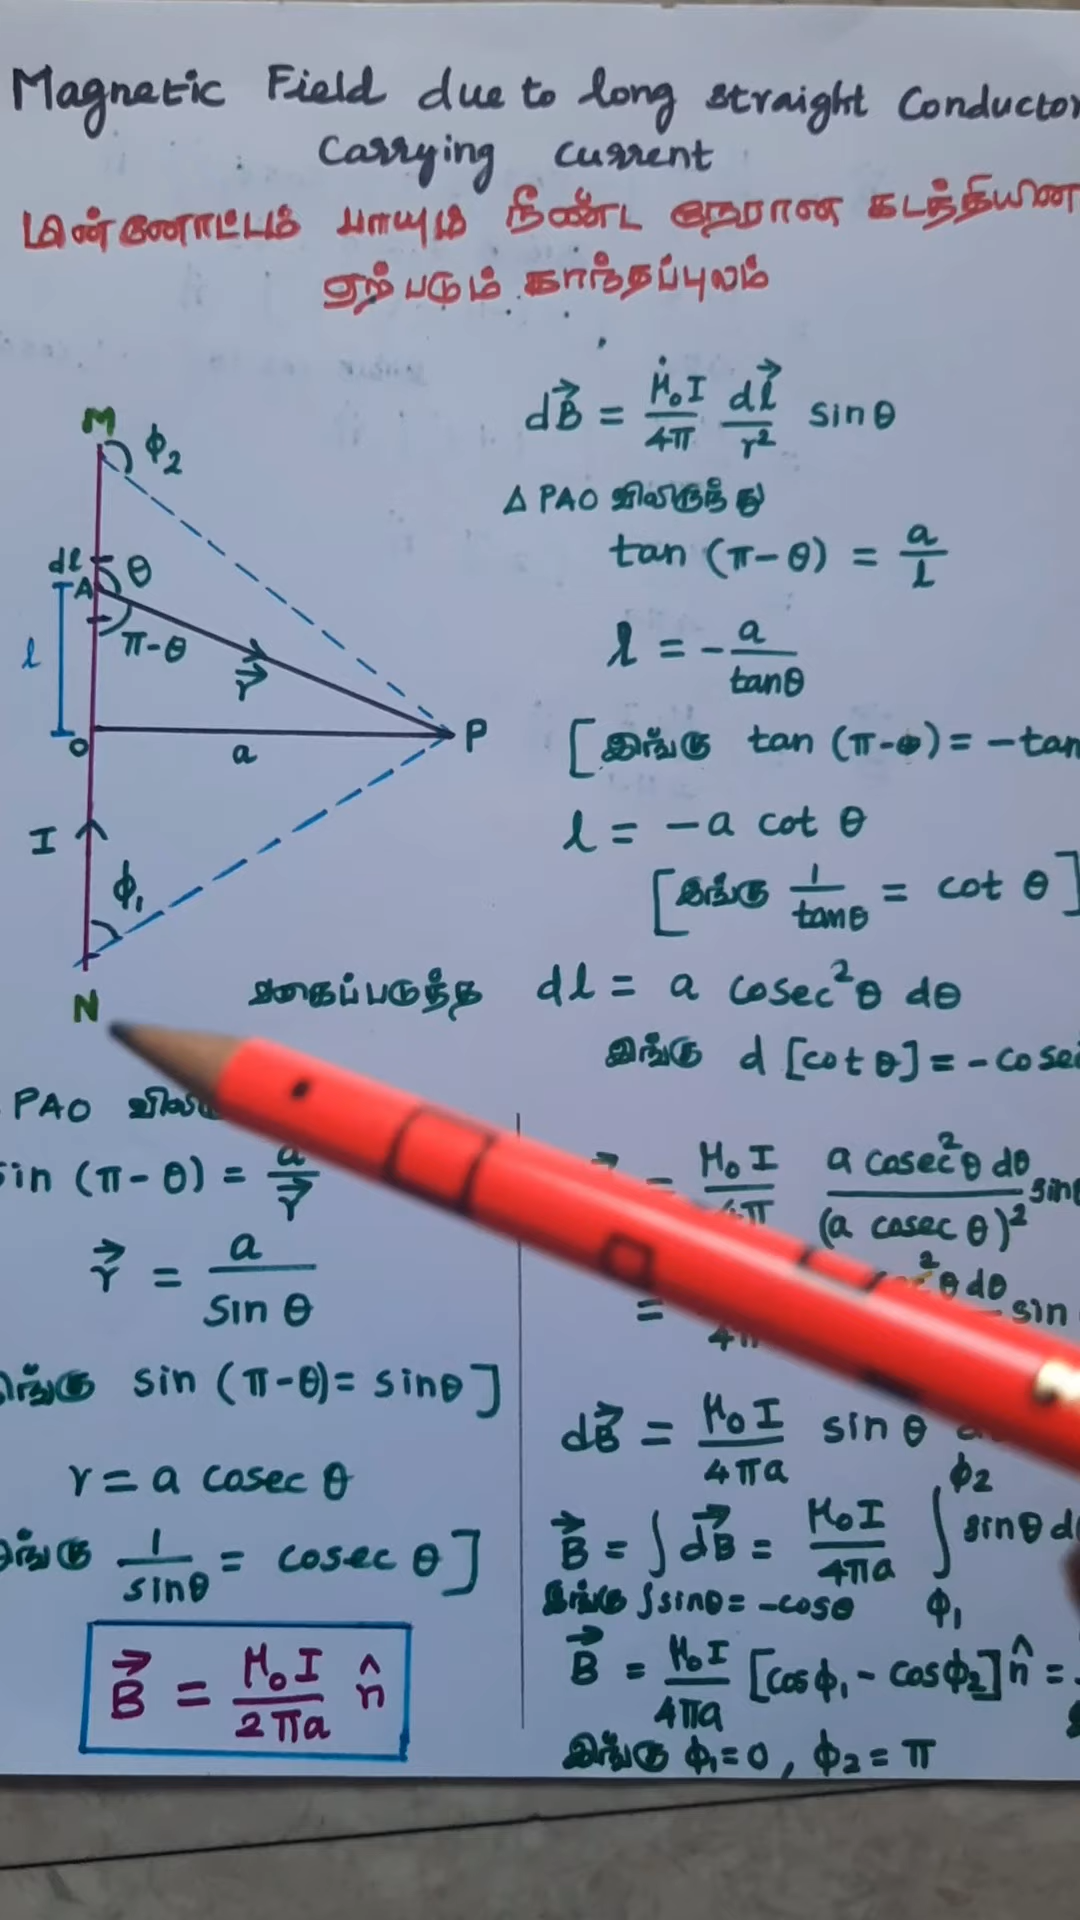 Magnetic Field due to long straight Conductor
Carrying current
மின்னோட்டம் பாயும் நீண்ட நேரான கடத்தியின
ஏற்படும் காந்தப்புலம்
dB⃗ = μ₀I/4π dl⃗/r² sinθ
Δ PAO விலிருந்து
tan (π-θ) = a/l
l = -a/tanθ
[இங்கு tan (π-θ) = -tan
l = -a cot θ
[இங்கு 1/tanθ = cot θ]
வகைப்படுத்த dl = a cosec²θ dθ
இங்கு d [cot θ] = - cosec
M
φ₂
dl
A
θ
π-θ
l
r⃗
O
a
P
I
φ₁
N
PAO
sin (π-θ) = a/r⃗
r⃗ = a/sin θ
இங்கு sin (π-θ) = sinθ]
r = a cosec θ
இங்கு 1/sinθ = cosec θ]
B⃗ = μ₀I/2πa n̂
= μ₀I/4π a cosec²θ dθ/(a cosec θ)² sinθ
= ²θ dθ sin
dB⃗ = μ₀I/4πa sin θ
B⃗ = ∫dB⃗ = μ₀I/4πa ∫ φ₁ φ₂ sinθ d
இங்கு ∫sinθ = -cosθ
B⃗ = μ₀I/4πa [cosφ₁ - cosφ₂] n̂ =
இங்கு φ₁=0, φ₂ = π